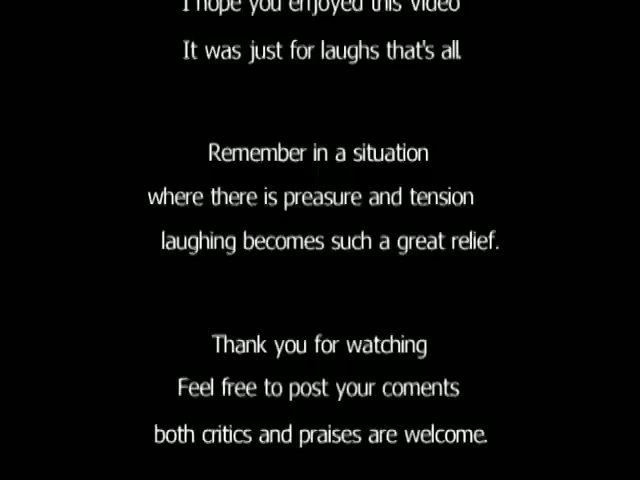 I hope you enjoyed this video
It was just for laughs that's all.
Remember in a situation
where there is preasure and tension
laughing becomes such a great relief.
Thank you for watching
Feel free to post your coments
both critics and praises are welcome.